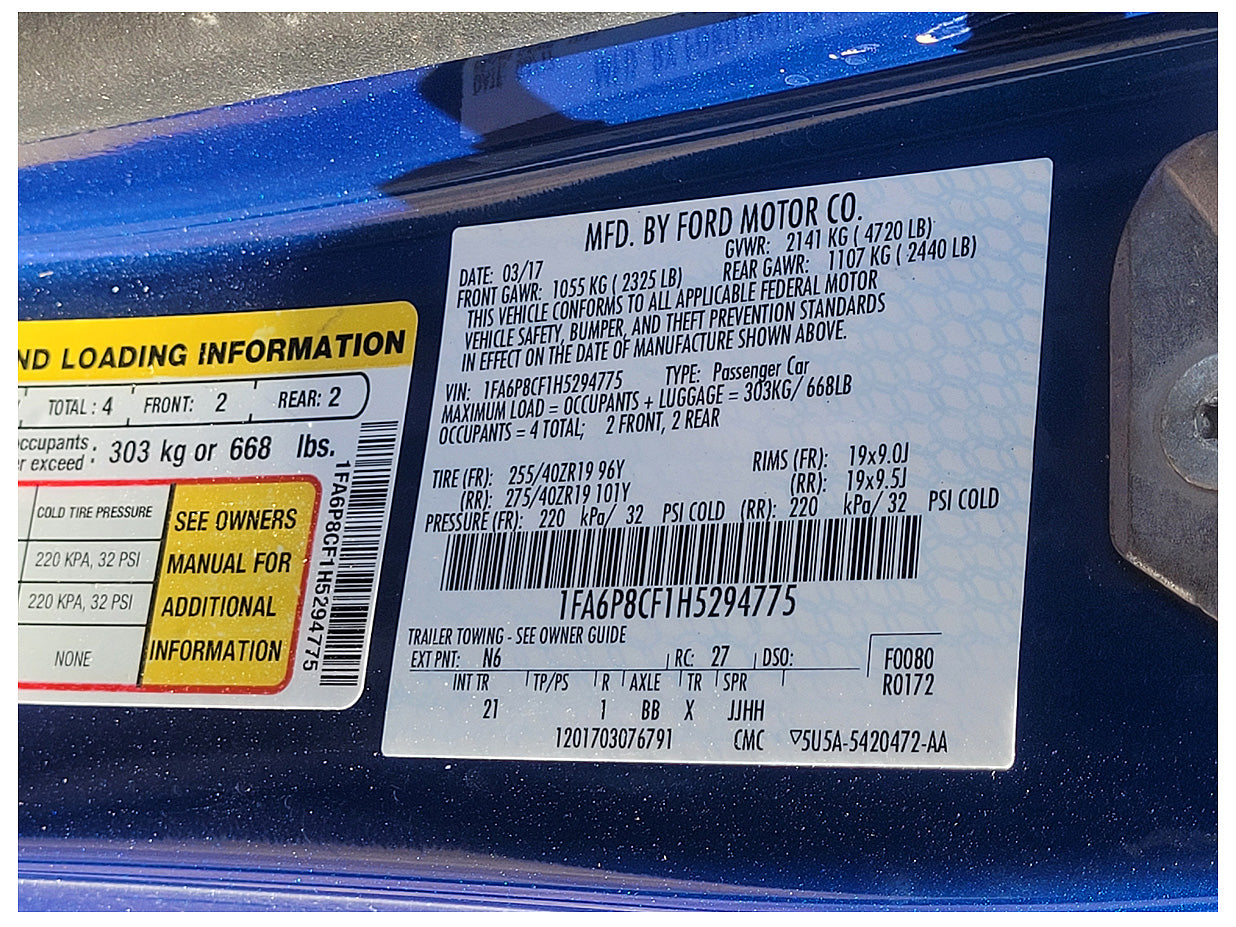 MFD. BY FORD MOTOR CO.
DATE: 03/17 GVWR: 2141 KG ( 4720 LB)
FRONT GAWR: 1055 KG ( 2325 LB) REAR GAWR: 1107 KG ( 2440 LB)
THIS VEHICLE CONFORMS TO ALL APPLICABLE FEDERAL MOTOR
VEHICLE SAFETY, BUMPER, AND THEFT PREVENTION STANDARDS
IN EFFECT ON THE DATE OF MANUFACTURE SHOWN ABOVE.
VIN: 1FA6P8CF1H5294775 TYPE: Passenger Car
MAXIMUM LOAD = OCCUPANTS + LUGGAGE = 303KG/ 668LB
OCCUPANTS = 4 TOTAL; 2 FRONT, 2 REAR
TIRE (FR): 255/40ZR19 96Y RIMS (FR): 19x9.0J
(RR): 275/40ZR19 101Y (RR): 19x9.5J
PRESSURE (FR): 220 kPa/ 32 PSI COLD (RR): 220 kPa/ 32 PSI COLD
1FA6P8CF1H5294775
TRAILER TOWING - SEE OWNER GUIDE
EXT PNT: N6 RC: 27 DSO: F0080
R0172
INT TR TP/PS R AXLE TR SPR
21 1 BB X JJHH
1201703076791 CMC ▽5U5A-5420472-AA
ND LOADING INFORMATION
TOTAL : 4 FRONT: 2 REAR: 2
ccupants
r exceed : 303 kg or 668 lbs.
COLD TIRE PRESSURE
220 KPA, 32 PSI
220 KPA, 32 PSI
NONE
SEE OWNERS
MANUAL FOR
ADDITIONAL
INFORMATION
1FA6P8CF1H5294775